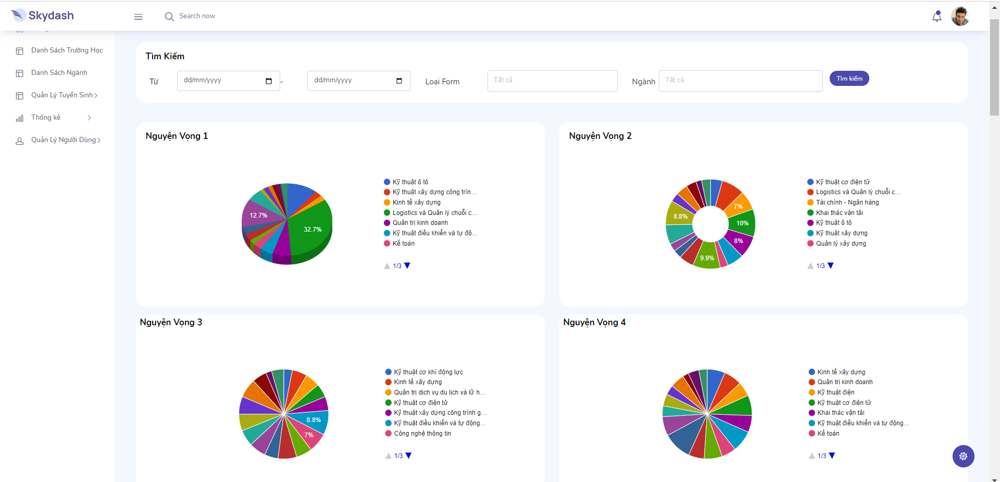 Skydash
Search now
Danh Sách Trường Học
Danh Sách Ngành
Quản Lý Tuyển Sinh
Thống kê
Quản Lý Người Dùng
Tìm Kiếm
Từ
dd/mm/yyyy
-
dd/mm/yyyy
Loại Form
Tất cả
Ngành
Tất cả
Tìm kiếm
Nguyện Vọng 1
12.7%
32.7%
Kỹ thuật ô tô
Kỹ thuật xây dựng công trìn...
Kinh tế xây dựng
Logistics và Quản lý chuỗi c...
Quản trị kinh doanh
Kỹ thuật điều khiển và tự độ...
Kế toán
1/3
Nguyện Vọng 2
7%
8.8%
10%
8%
9.9%
Kỹ thuật cơ điện tử
Logistics và Quản lý chuỗi c...
Tài chính - Ngân hàng
Khai thác vận tải
Kỹ thuật ô tô
Kỹ thuật xây dựng
Quản lý xây dựng
1/3
Nguyện Vọng 3
8.8%
7%
Kỹ thuật cơ khí động lực
Kinh tế xây dựng
Quản trị dịch vụ du lịch và lữ h...
Kỹ thuật cơ điện tử
Kỹ thuật xây dựng công trình g...
Kỹ thuật điều khiển và tự động...
Công nghệ thông tin
1/3
Nguyện Vọng 4
Kinh tế xây dựng
Quản trị kinh doanh
Kỹ thuật điện
Kỹ thuật cơ điện tử
Khai thác vận tải
Kỹ thuật điều khiển và tự động...
Kế toán
1/3